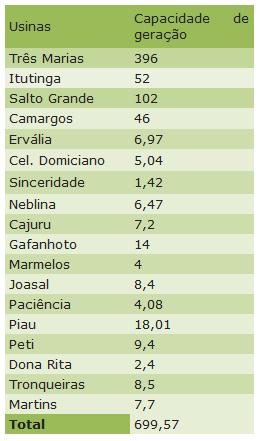 Usinas Capacidade de geração
Três Marias 396
Itutinga 52
Salto Grande 102
Camargos 46
Ervália 6,97
Cel. Domiciano 5,04
Sinceridade 1,42
Neblina 6,47
Cajuru 7,2
Gafanhoto 14
Marmelos 4
Joasal 8,4
Paciência 4,08
Piau 18,01
Peti 9,4
Dona Rita 2,4
Tronqueiras 8,5
Martins 7,7
Total 699,57